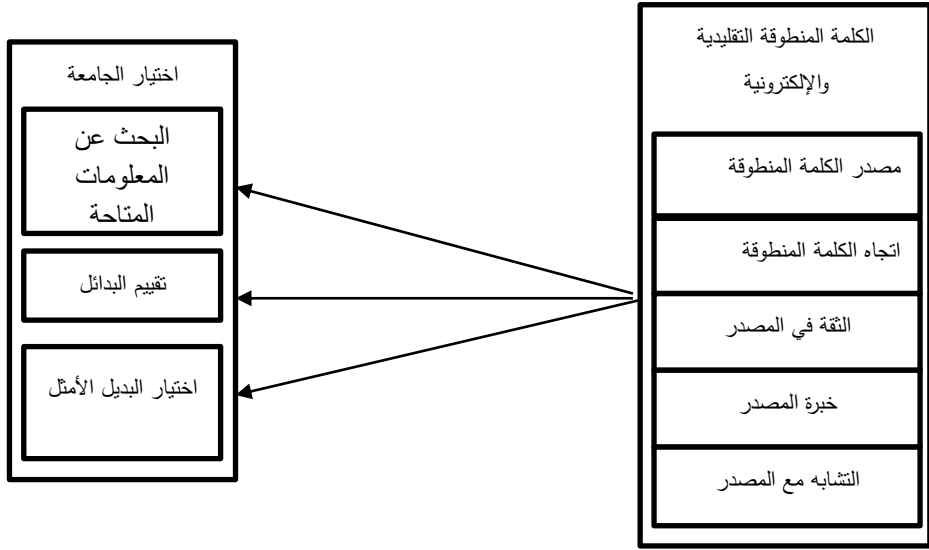 الكلمة المنطوقة التقليدية
والإلكترونية
مصدر الكلمة المنطوقة
اتجاه الكلمة المنطوقة
الثقة في المصدر
خبرة المصدر
التشابه مع المصدر
اختيار الجامعة
البحث عن
المعلومات
المتاحة
تقييم البدائل
اختيار البديل الأمثل